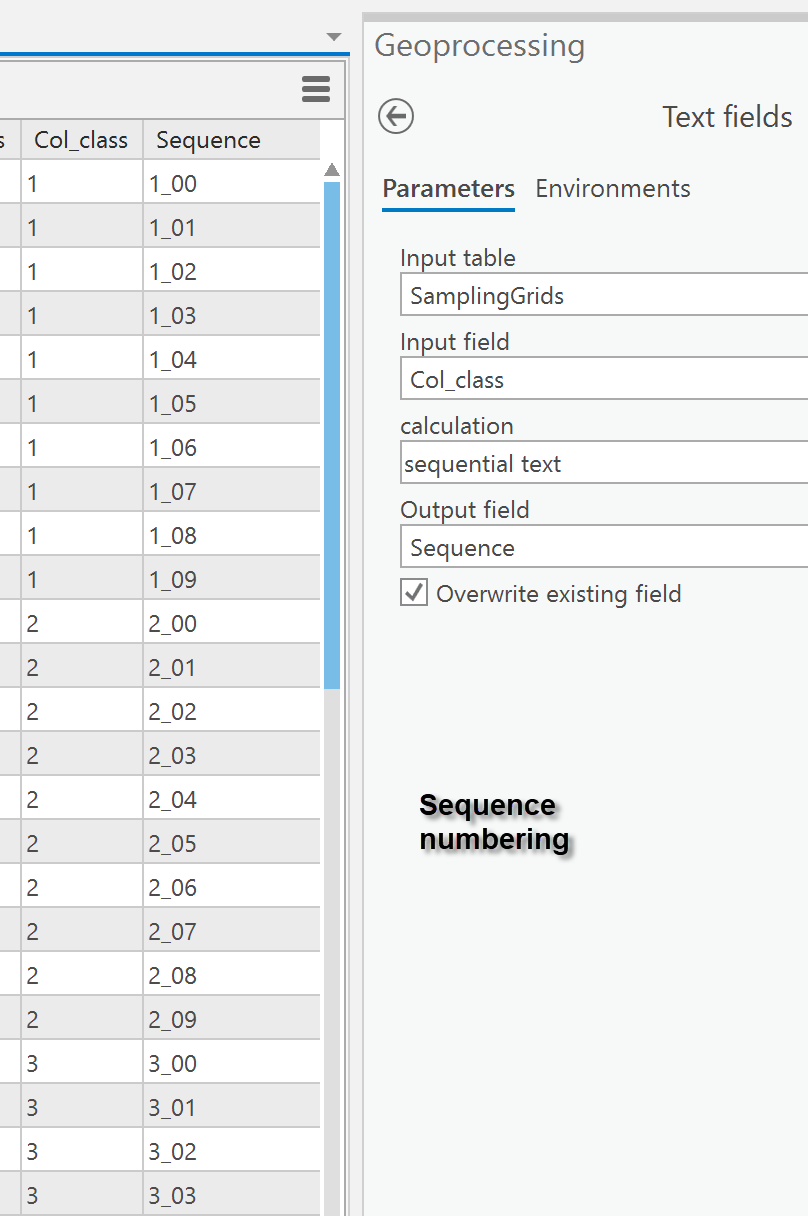 Geoprocessing
Text fields
Parameters Environments
Input table
SamplingGrids
Input field
Col_class
calculation
sequential text
Output field
Sequence
Overwrite existing field
Sequence
numbering
s Col_class Sequence
1 1_00
1 1_01
1 1_02
1 1_03
1 1_04
1 1_05
1 1_06
1 1_07
1 1_08
1 1_09
2 2_00
2 2_01
2 2_02
2 2_03
2 2_04
2 2_05
2 2_06
2 2_07
2 2_08
2 2_09
3 3_00
3 3_01
3 3_02
3 3_03